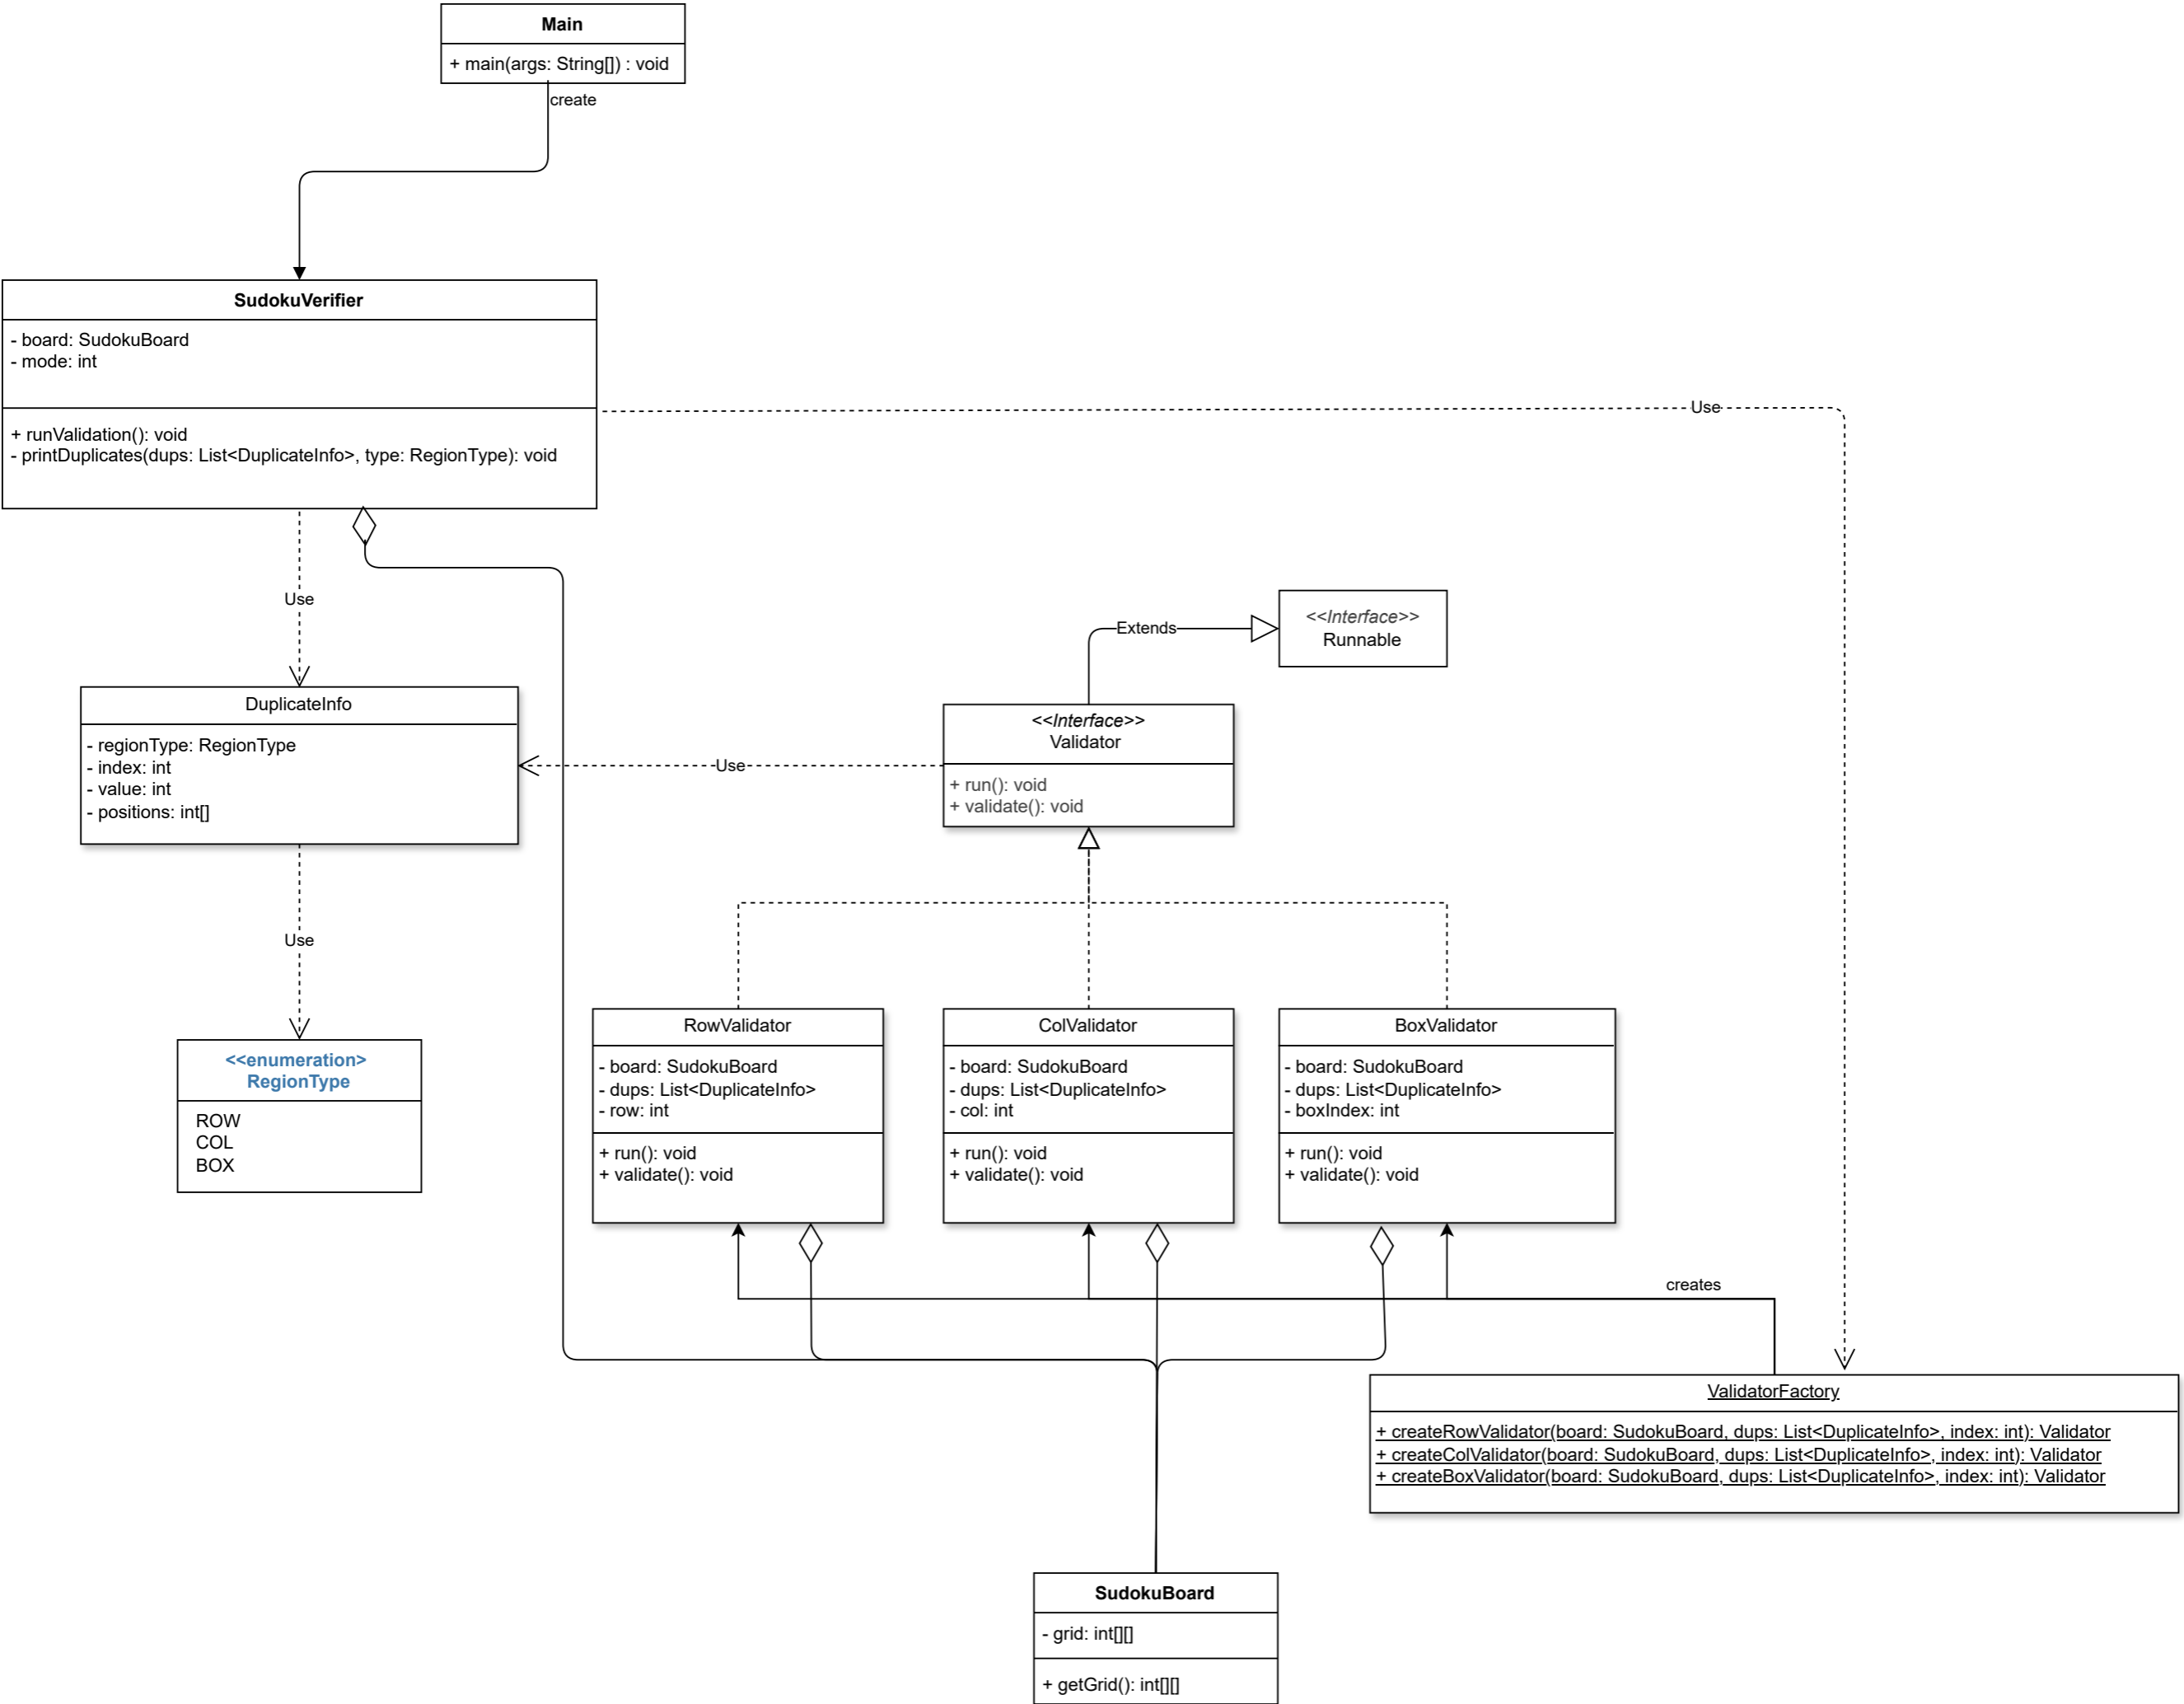 Main
+ main(args: String[]) : void
create
SudokuVerifier
- board: SudokuBoard
- mode: int
+ runValidation(): void
- printDuplicates(dups: List<DuplicateInfo>, type: RegionType): void
Use
Use
Extends
<<Interface>>
Runnable
DuplicateInfo
- regionType: RegionType
- index: int
- value: int
- positions: int[]
Use
<<Interface>>
Validator
+ run(): void
+ validate(): void
Use
<<enumeration>
RegionType
ROW
COL
BOX
RowValidator
- board: SudokuBoard
- dups: List<DuplicateInfo>
- row: int
+ run(): void
+ validate(): void
ColValidator
- board: SudokuBoard
- dups: List<DuplicateInfo>
- col: int
+ run(): void
+ validate(): void
BoxValidator
- board: SudokuBoard
- dups: List<DuplicateInfo>
- boxIndex: int
+ run(): void
+ validate(): void
creates
ValidatorFactory
+ createRowValidator(board: SudokuBoard, dups: List<DuplicateInfo>, index: int): Validator
+ createColValidator(board: SudokuBoard, dups: List<DuplicateInfo>, index: int): Validator
+ createBoxValidator(board: SudokuBoard, dups: List<DuplicateInfo>, index: int): Validator
SudokuBoard
- grid: int[][]
+ getGrid(): int[][]